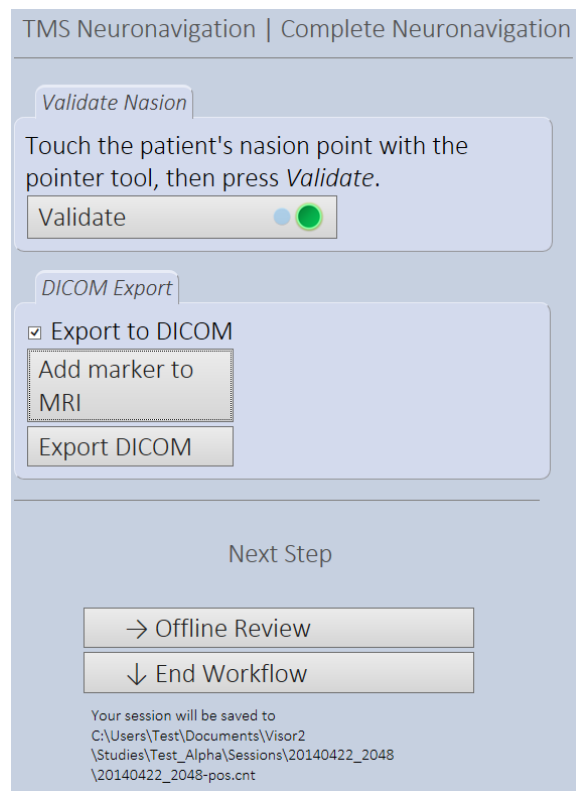 TMS Neuronavigation | Complete Neuronavigation
Validate Nasion
Touch the patient's nasion point with the
pointer tool, then press Validate.
Validate
DICOM Export
Export to DICOM
Add marker to
MRI
Export DICOM
Next Step
→ Offline Review
↓ End Workflow
Your session will be saved to
C:\Users\Test\Documents\Visor2
\Studies\Test_Alpha\Sessions\20140422_2048
\20140422_2048-pos.cnt